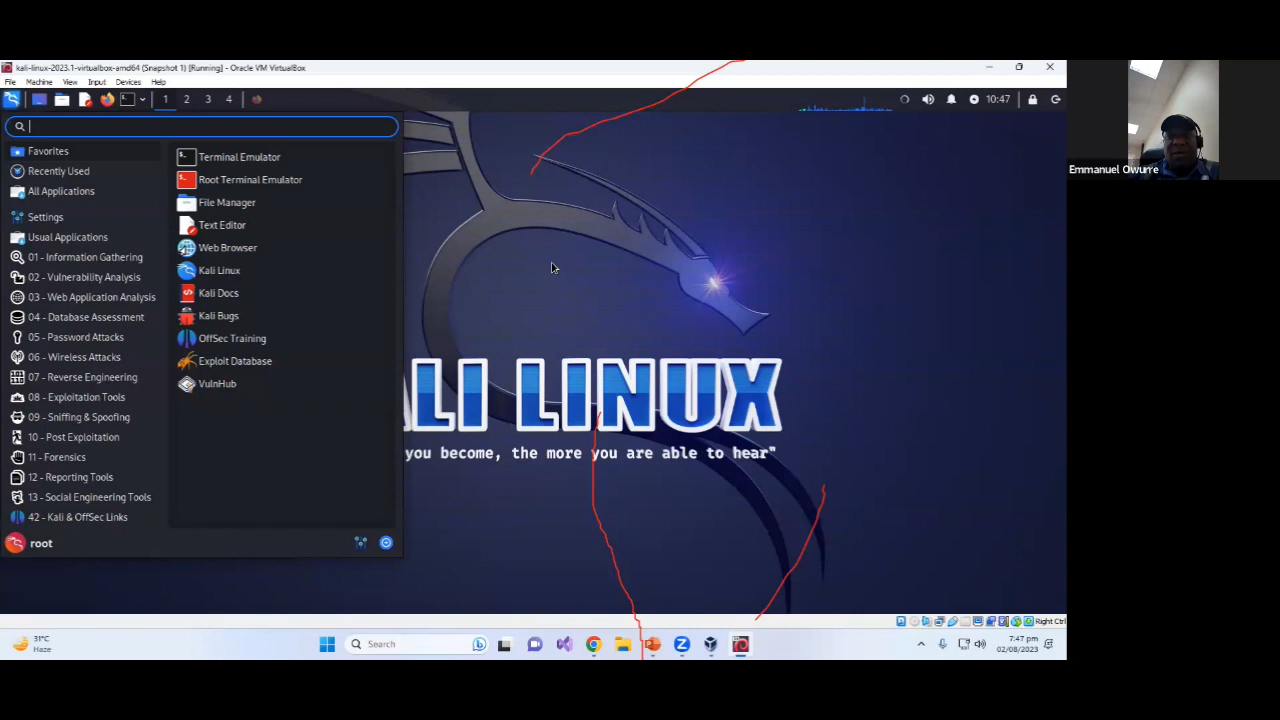 kali-linux-2023.1-virtualbox-amd64 (Snapshot 1) [Running] - Oracle VM VirtualBox
File Machine View Input Devices Help
1 2 3 4
10:47
Favorites
Recently Used
All Applications
Settings
Usual Applications
01 - Information Gathering
02 - Vulnerability Analysis
03 - Web Application Analysis
04 - Database Assessment
05 - Password Attacks
06 - Wireless Attacks
07 - Reverse Engineering
08 - Exploitation Tools
09 - Sniffing & Spoofing
10 - Post Exploitation
11 - Forensics
12 - Reporting Tools
13 - Social Engineering Tools
42 - Kali & OffSec Links
root
Terminal Emulator
Root Terminal Emulator
File Manager
Text Editor
Web Browser
Kali Linux
Kali Docs
Kali Bugs
OffSec Training
Exploit Database
VulnHub
ALI LINUX
you become, the more you are able to hear"
Emmanuel Owurre
Right Ctrl
31°C
Haze
Search
7:47 pm
02/08/2023